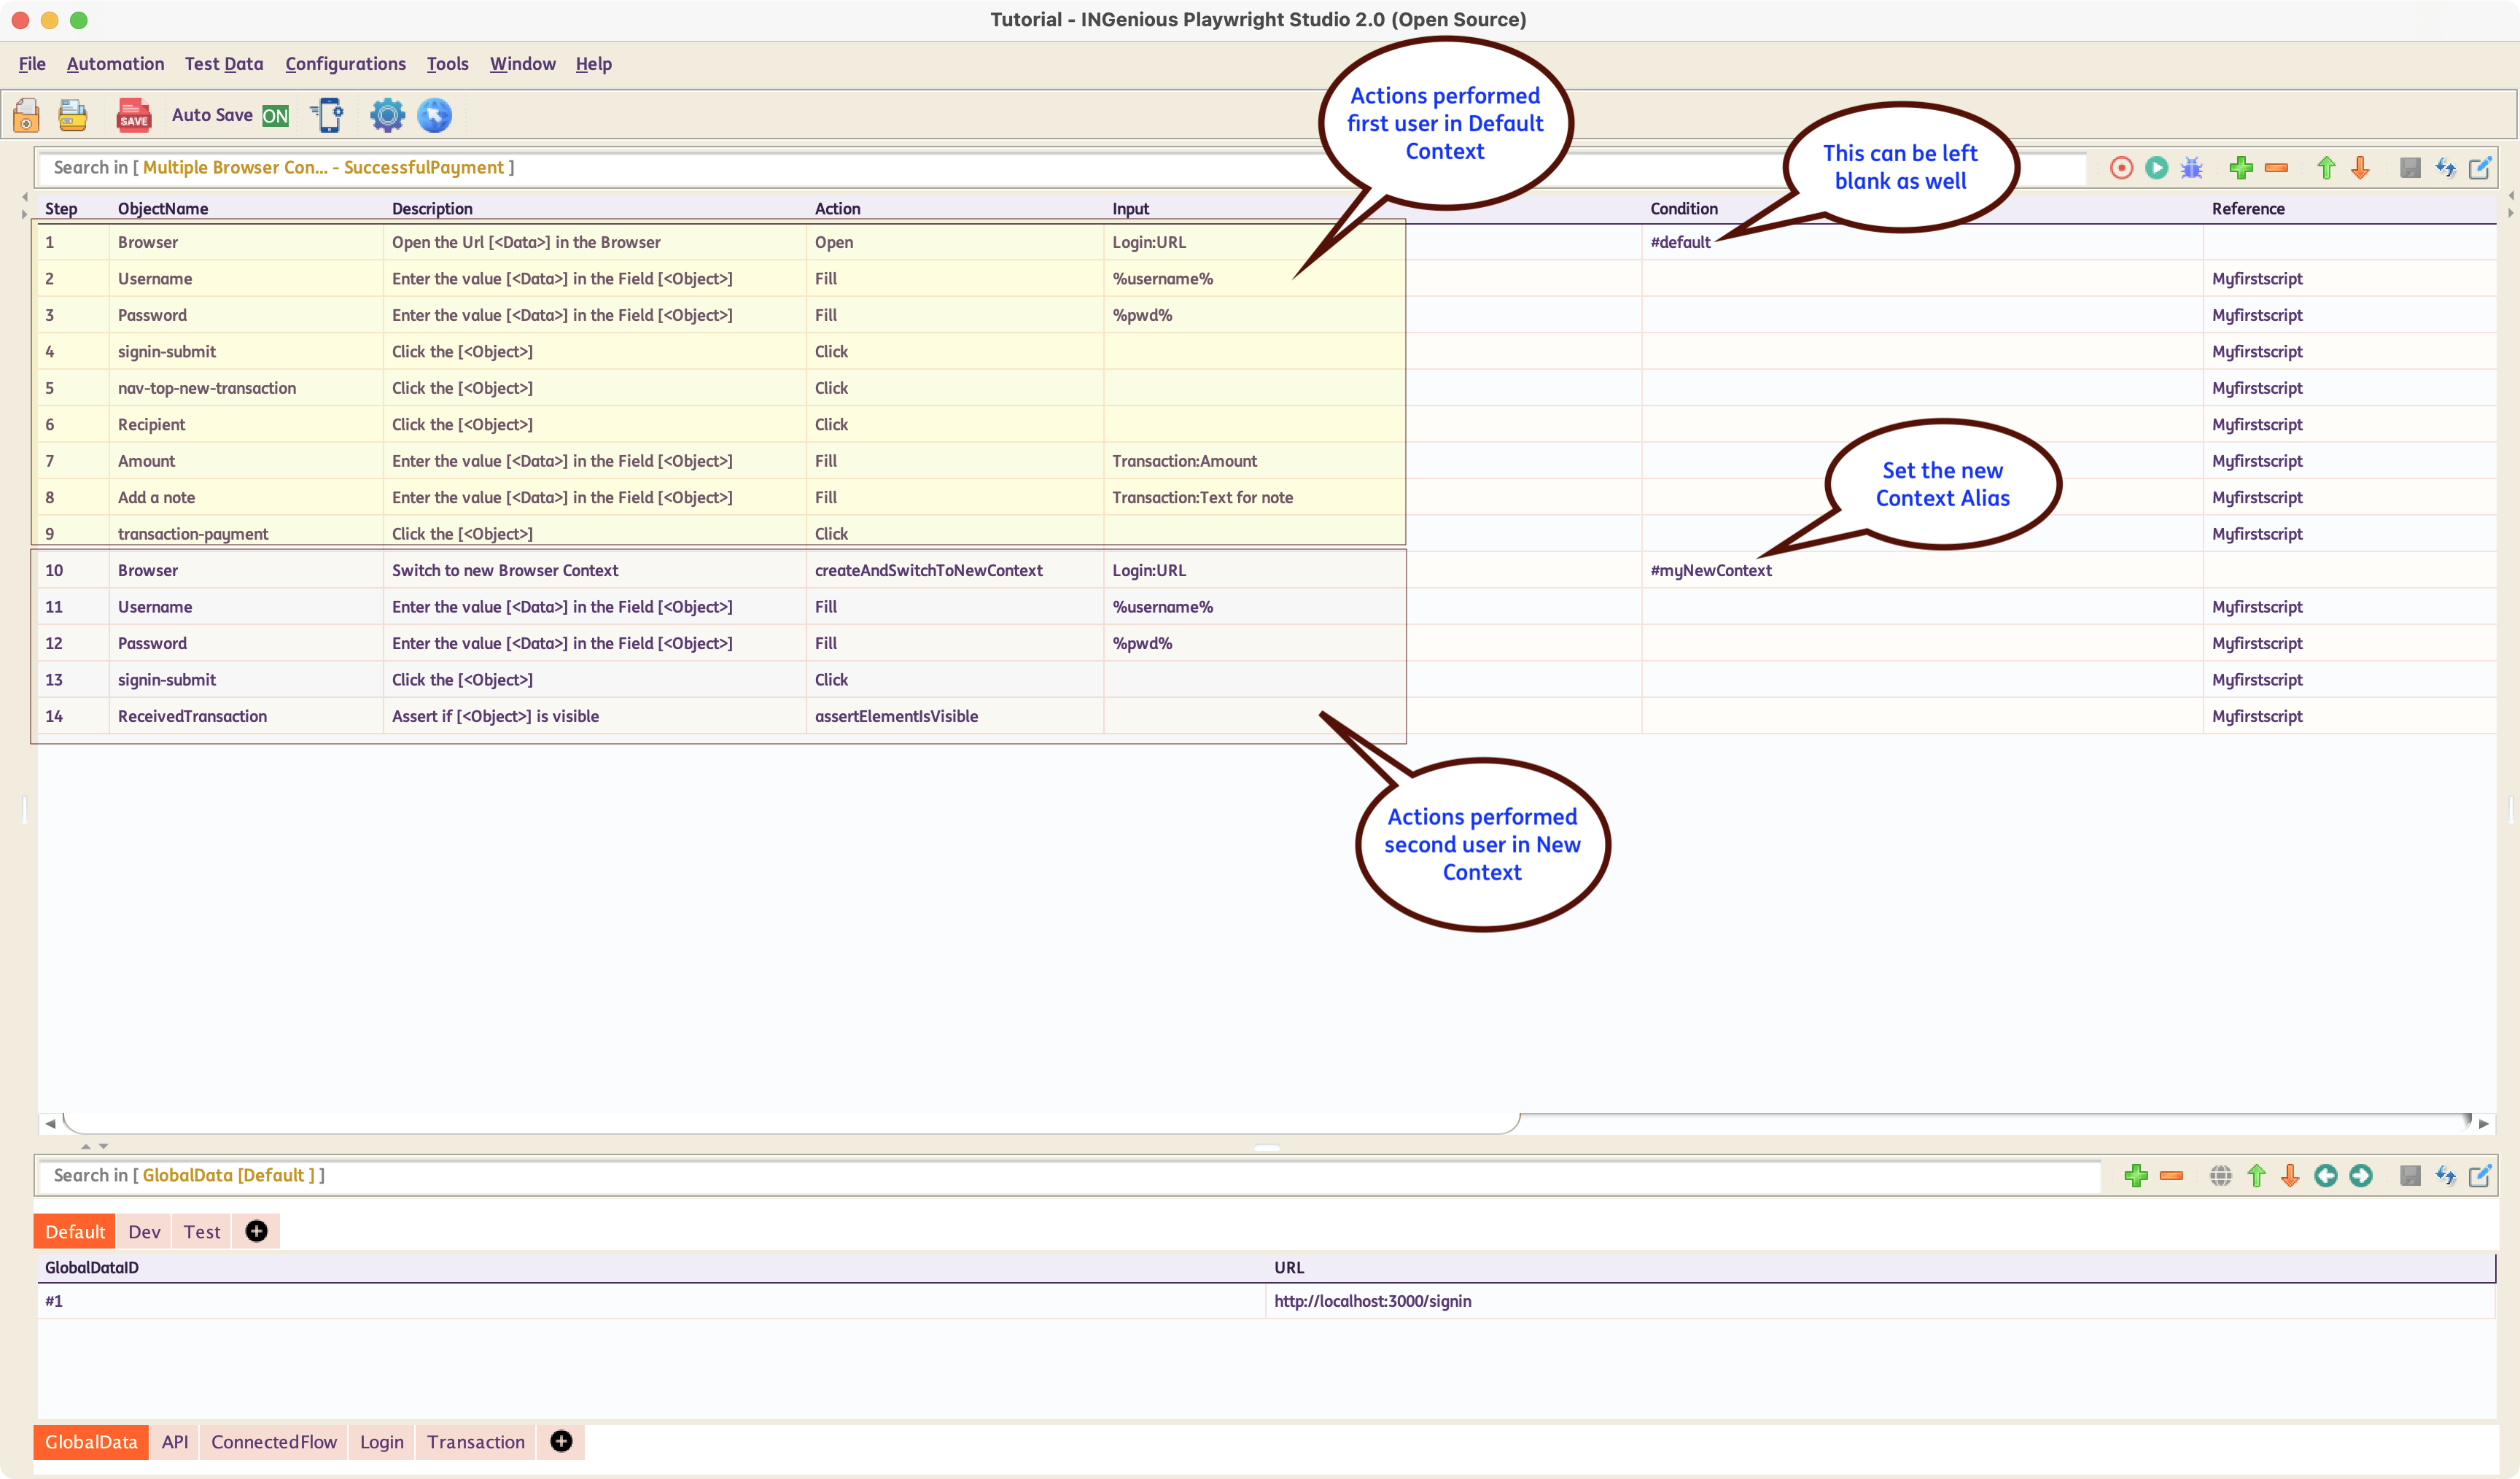 Tutorial - INGenious Playwright Studio 2.0 (Open Source)
File Automation Test Data Configurations Tools Window Help
SAVE Auto Save ON
Actions performed
first user in Default
Context
This can be left
blank as well
Search in [ Multiple Browser Con... - SuccessfulPayment ]
Step ObjectName Description Action Input Condition Reference
1 Browser Open the Url [<Data>] in the Browser Open Login:URL #default
2 Username Enter the value [<Data>] in the Field [<Object>] Fill %username% Myfirstscript
3 Password Enter the value [<Data>] in the Field [<Object>] Fill %pwd% Myfirstscript
4 signin-submit Click the [<Object>] Click Myfirstscript
5 nav-top-new-transaction Click the [<Object>] Click Myfirstscript
6 Recipient Click the [<Object>] Click Myfirstscript
7 Amount Enter the value [<Data>] in the Field [<Object>] Fill Transaction:Amount Myfirstscript
8 Add a note Enter the value [<Data>] in the Field [<Object>] Fill Transaction:Text for note Myfirstscript
9 transaction-payment Click the [<Object>] Click Myfirstscript
Set the new
Context Alias
10 Browser Switch to new Browser Context createAndSwitchToNewContext Login:URL #myNewContext
11 Username Enter the value [<Data>] in the Field [<Object>] Fill %username% Myfirstscript
12 Password Enter the value [<Data>] in the Field [<Object>] Fill %pwd% Myfirstscript
13 signin-submit Click the [<Object>] Click Myfirstscript
14 ReceivedTransaction Assert if [<Object>] is visible assertElementIsVisible Myfirstscript
Actions performed
second user in New
Context
Search in [ GlobalData [Default ] ]
Default Dev Test
GlobalDataID URL
#1 http://localhost:3000/signin
GlobalData API ConnectedFlow Login Transaction